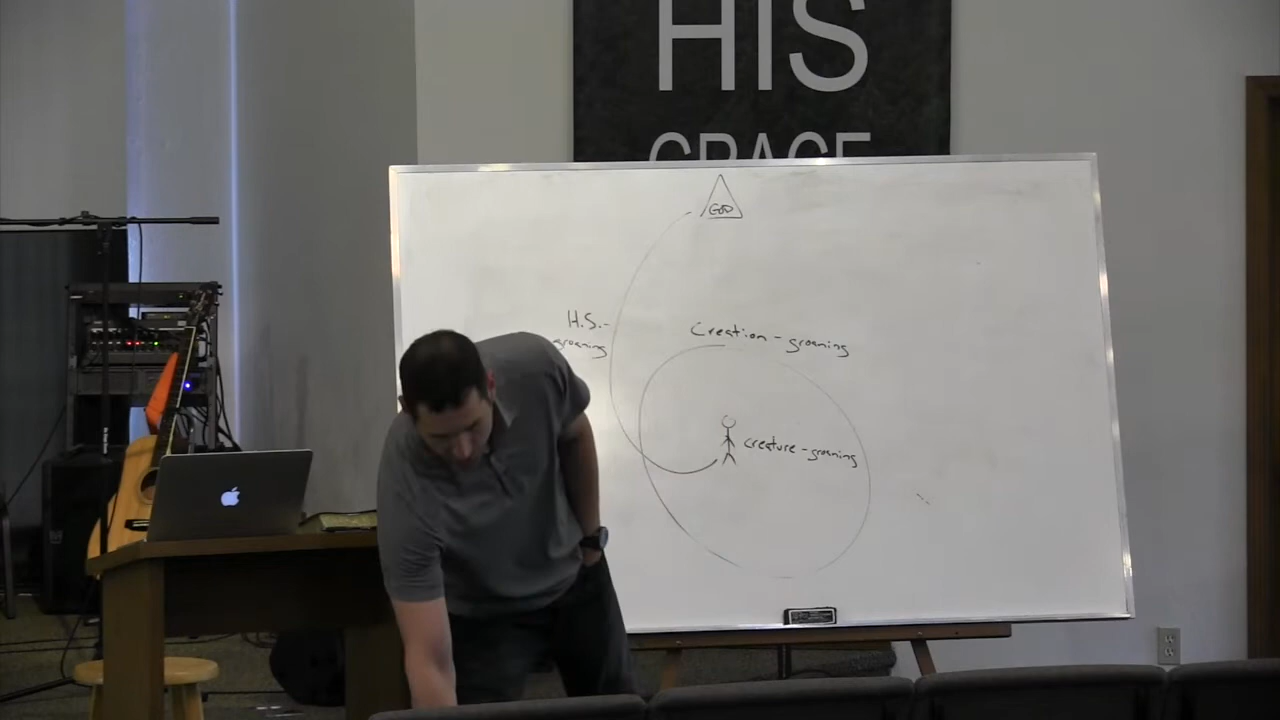 HIS
GRACE
GOD
H.S.-
groaning
Creation-groaning
creature-groaning